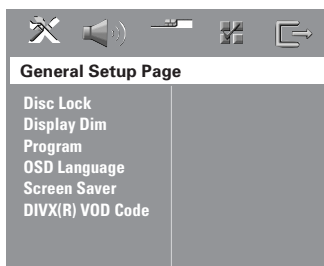 General Setup Page
Disc Lock
Display Dim
Program
OSD Language
Screen Saver
DIVX(R) VOD Code